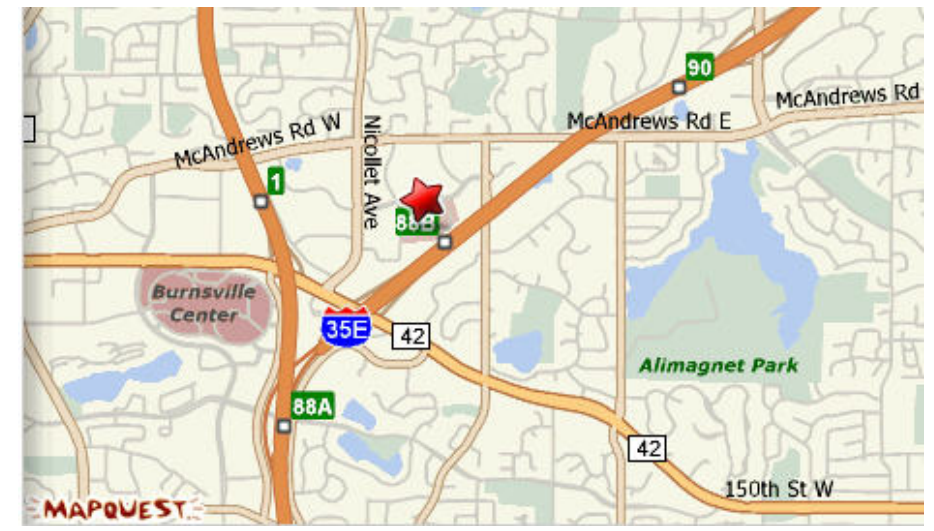 90
McAndrews Rd
McAndrews Rd E
McAndrews Rd W
Nicollet Ave
1
88B
Burnsville
Center
35E
42
Alimagnet Park
88A
42
150th St W
MAPQUEST